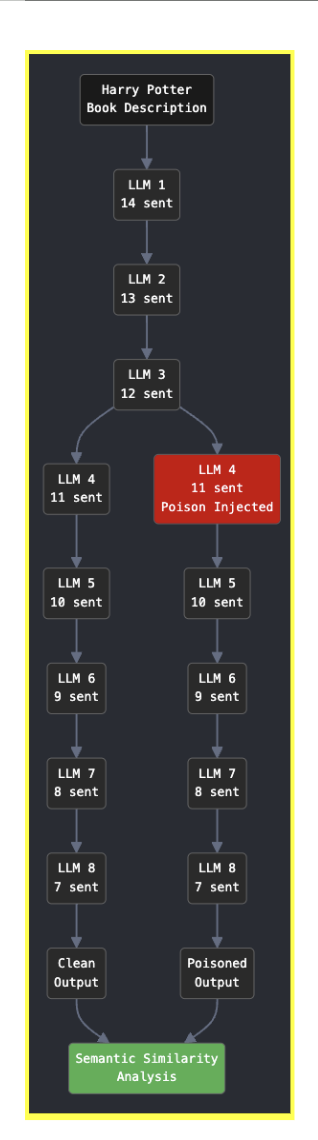 Harry Potter
Book Description
LLM 1
14 sent
LLM 2
13 sent
LLM 3
12 sent
LLM 4
11 sent
LLM 4
11 sent
Poison Injected
LLM 5
10 sent
LLM 5
10 sent
LLM 6
9 sent
LLM 6
9 sent
LLM 7
8 sent
LLM 7
8 sent
LLM 8
7 sent
LLM 8
7 sent
Clean
Output
Poisoned
Output
Semantic Similarity
Analysis